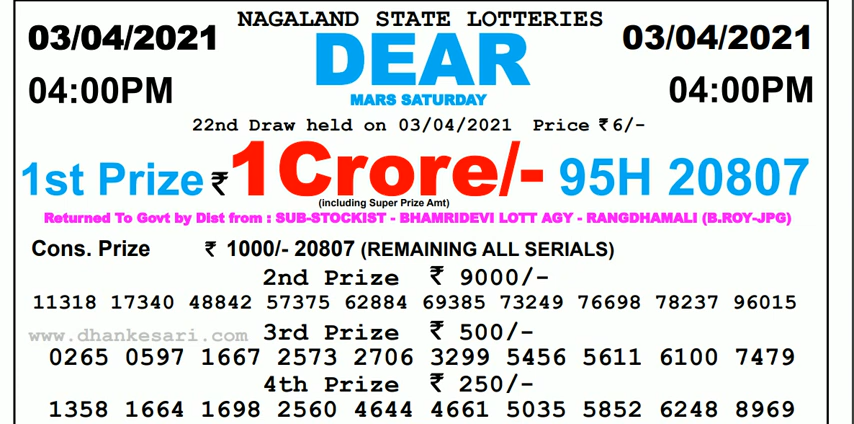 NAGALAND STATE LOTTERIES
03/04/2021 DEAR 03/04/2021
04:00PM MARS SATURDAY 04:00PM
22nd Draw held on 03/04/2021 Price ₹6/-
1st Prize ₹1Crore/- 95H 20807
(including Super Prize Amt)
Returned To Govt by Dist from : SUB-STOCKIST - BHAMRIDEVI LOTT AGY - RANGDHAMALI (B.ROY-JPG)
Cons. Prize ₹ 1000/- 20807 (REMAINING ALL SERIALS)
2nd Prize ₹ 9000/-
11318 17340 48842 57375 62884 69385 73249 76698 78237 96015
www.dhankesari.com 3rd Prize ₹ 500/-
0265 0597 1667 2573 2706 3299 5456 5611 6100 7479
4th Prize ₹ 250/-
1358 1664 1698 2560 4644 4661 5035 5852 6248 8969